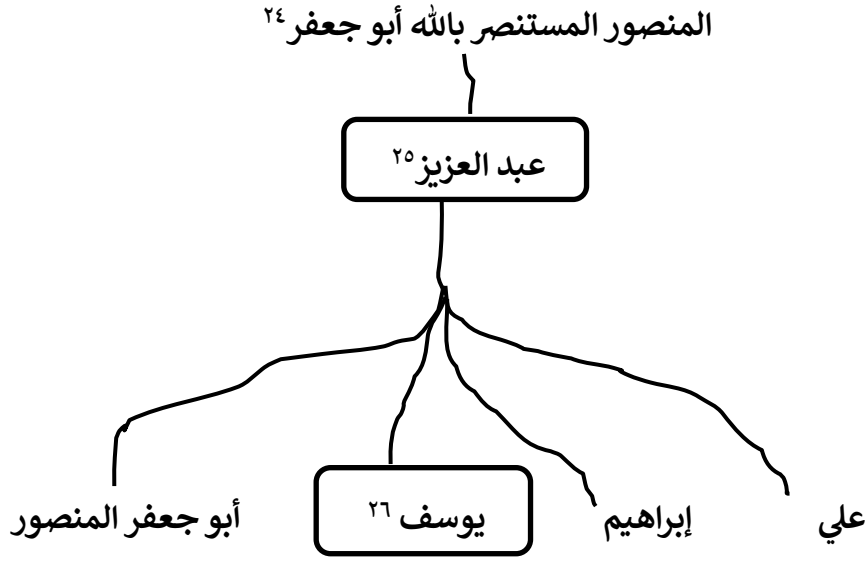 المنصور المستنصر بالله أبو جعفر ٢٤
عبد العزيز ٢٥
علي
إبراهيم
يوسف ٢٦
أبو جعفر المنصور